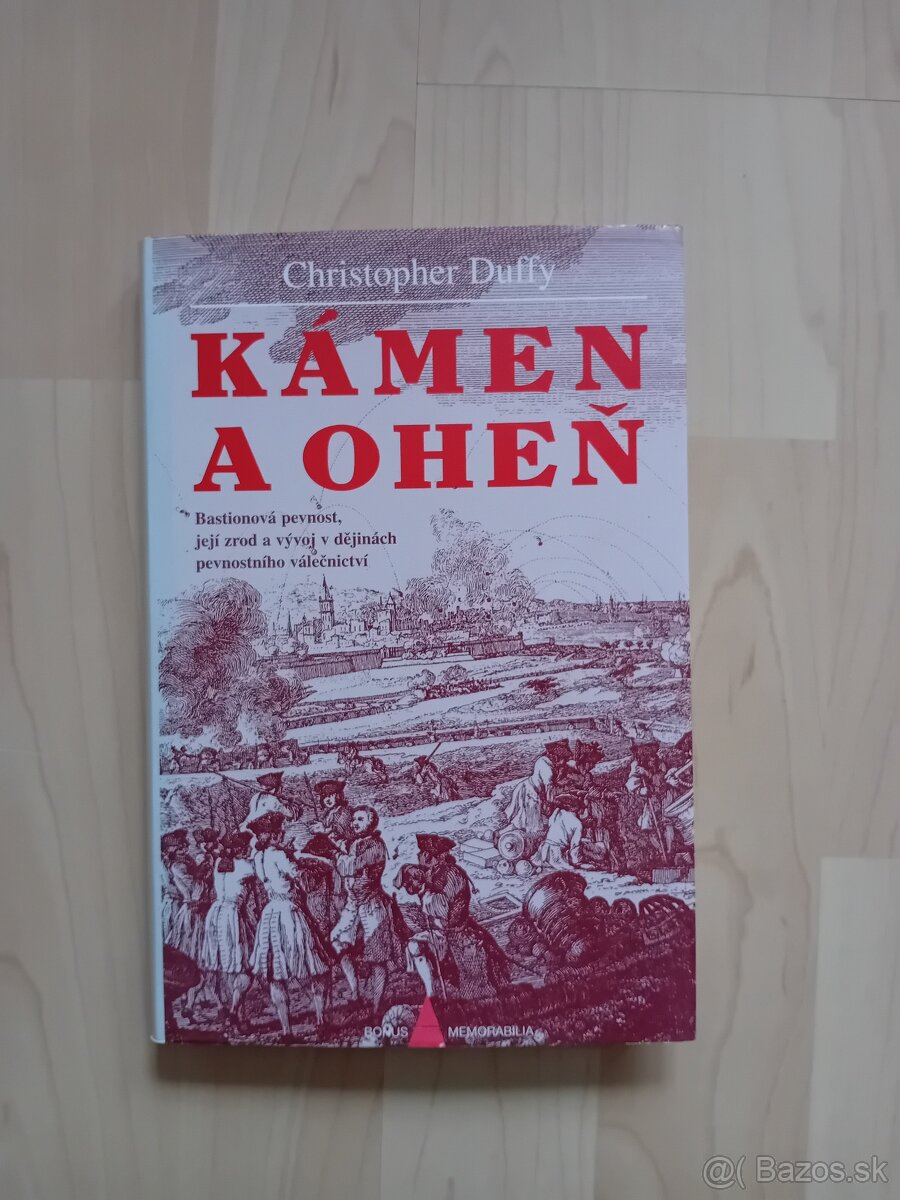 Christopher Duffy
KÁMEN
A OHEŇ
Bastionová pevnost,
její zrod a vývoj v dějinách
pevnostního válečnictví
BONUS MEMORABILIA
@( Bazos.sk